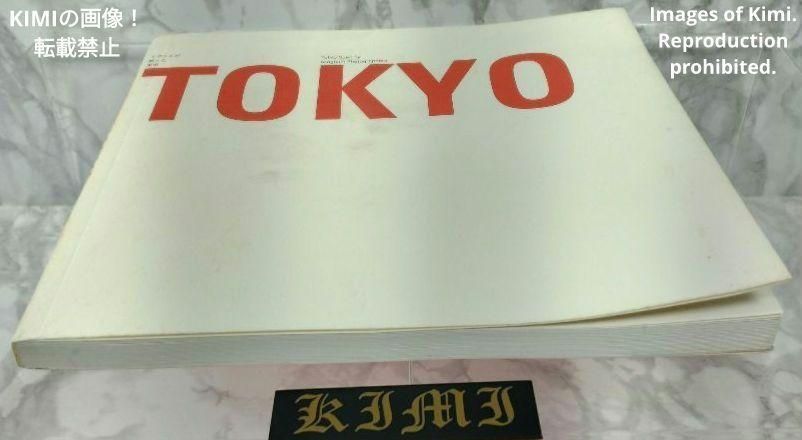 KIMIの画像！
転載禁止
Images of Kimi.
Reproduction
prohibited.
TOKYO
KIMI